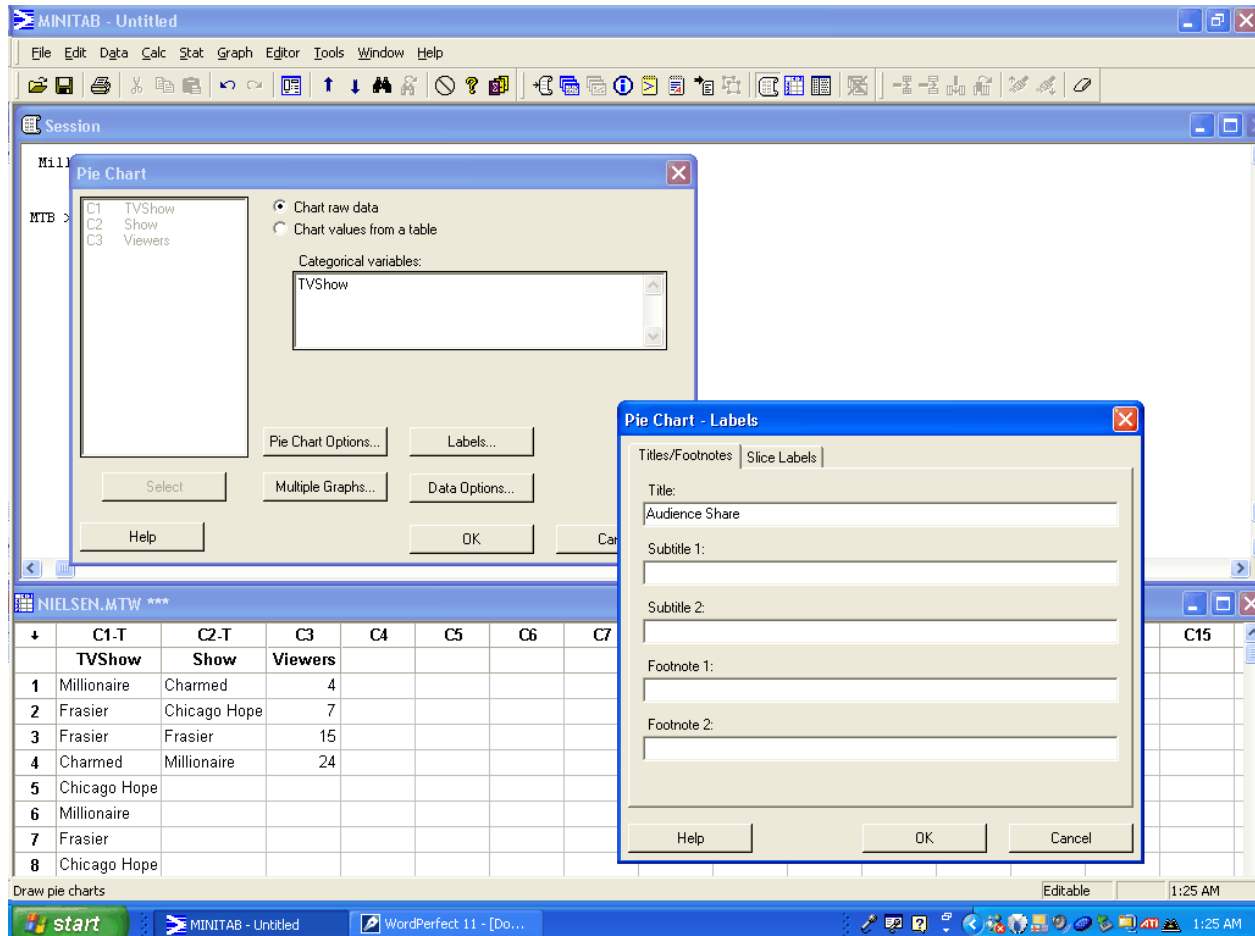 MINITAB - Untitled
File Edit Data Calc Stat Graph Editor Tools Window Help
Session
Mill
MTB >
Pie Chart
C1 TVShow
C2 Show
C3 Viewers
Chart raw data
Chart values from a table
Categorical variables:
TVShow
Pie Chart Options...
Labels...
Select
Multiple Graphs...
Data Options...
Help
OK
Can
Pie Chart - Labels
Titles/Footnotes
Slice Labels
Title:
Audience Share
Subtitle 1:
Subtitle 2:
Footnote 1:
Footnote 2:
Help
OK
Cancel
NIELSEN.MTW ***
C1-T C2-T C3 C4 C5 C6 C7 C15
TVShow Show Viewers
1 Millionaire Charmed 4
2 Frasier Chicago Hope 7
3 Frasier Frasier 15
4 Charmed Millionaire 24
5 Chicago Hope
6 Millionaire
7 Frasier
8 Chicago Hope
Draw pie charts
Editable
1:25 AM
start
MINITAB - Untitled
WordPerfect 11 - [Do...
ATI
1:25 AM